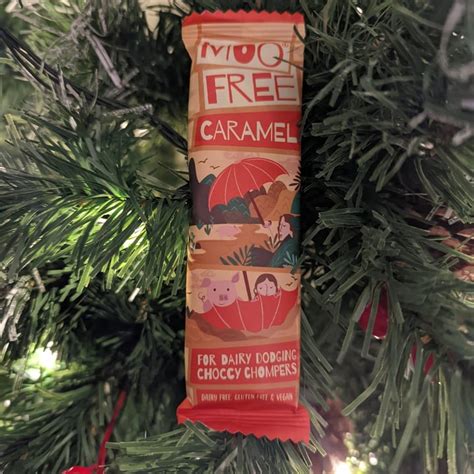 MOO
FREE
CARAMEL
FOR DAIRY DODGING
CHOCCY CHOMPERS
DAIRY FREE, GLUTEN FREE & VEGAN